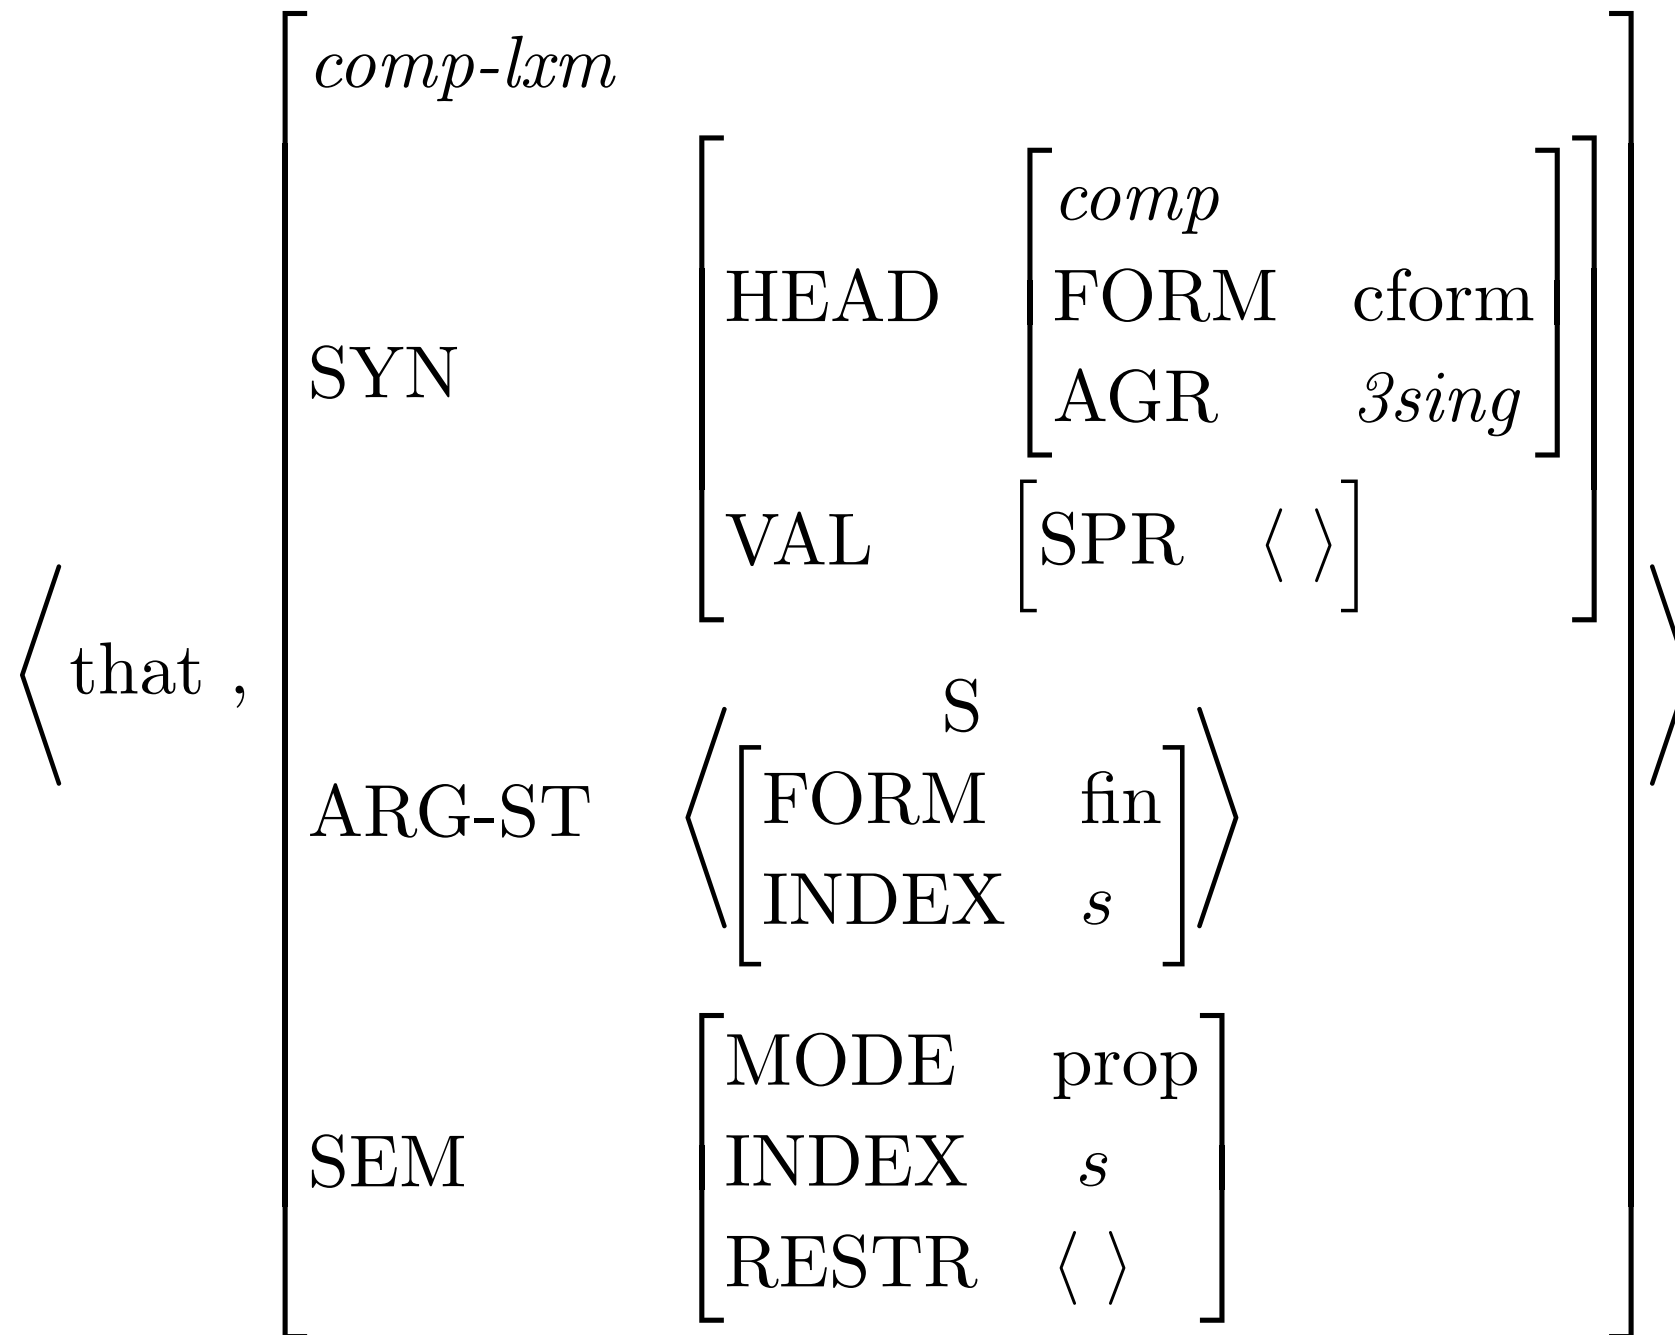 comp-lxm
comp
HEAD FORM cform
SYN AGR 3sing
VAL SPR ⟨ ⟩
⟨ that ,
S
ARG-ST ⟨ FORM fin ⟩
INDEX s
MODE prop
SEM INDEX s
RESTR ⟨ ⟩